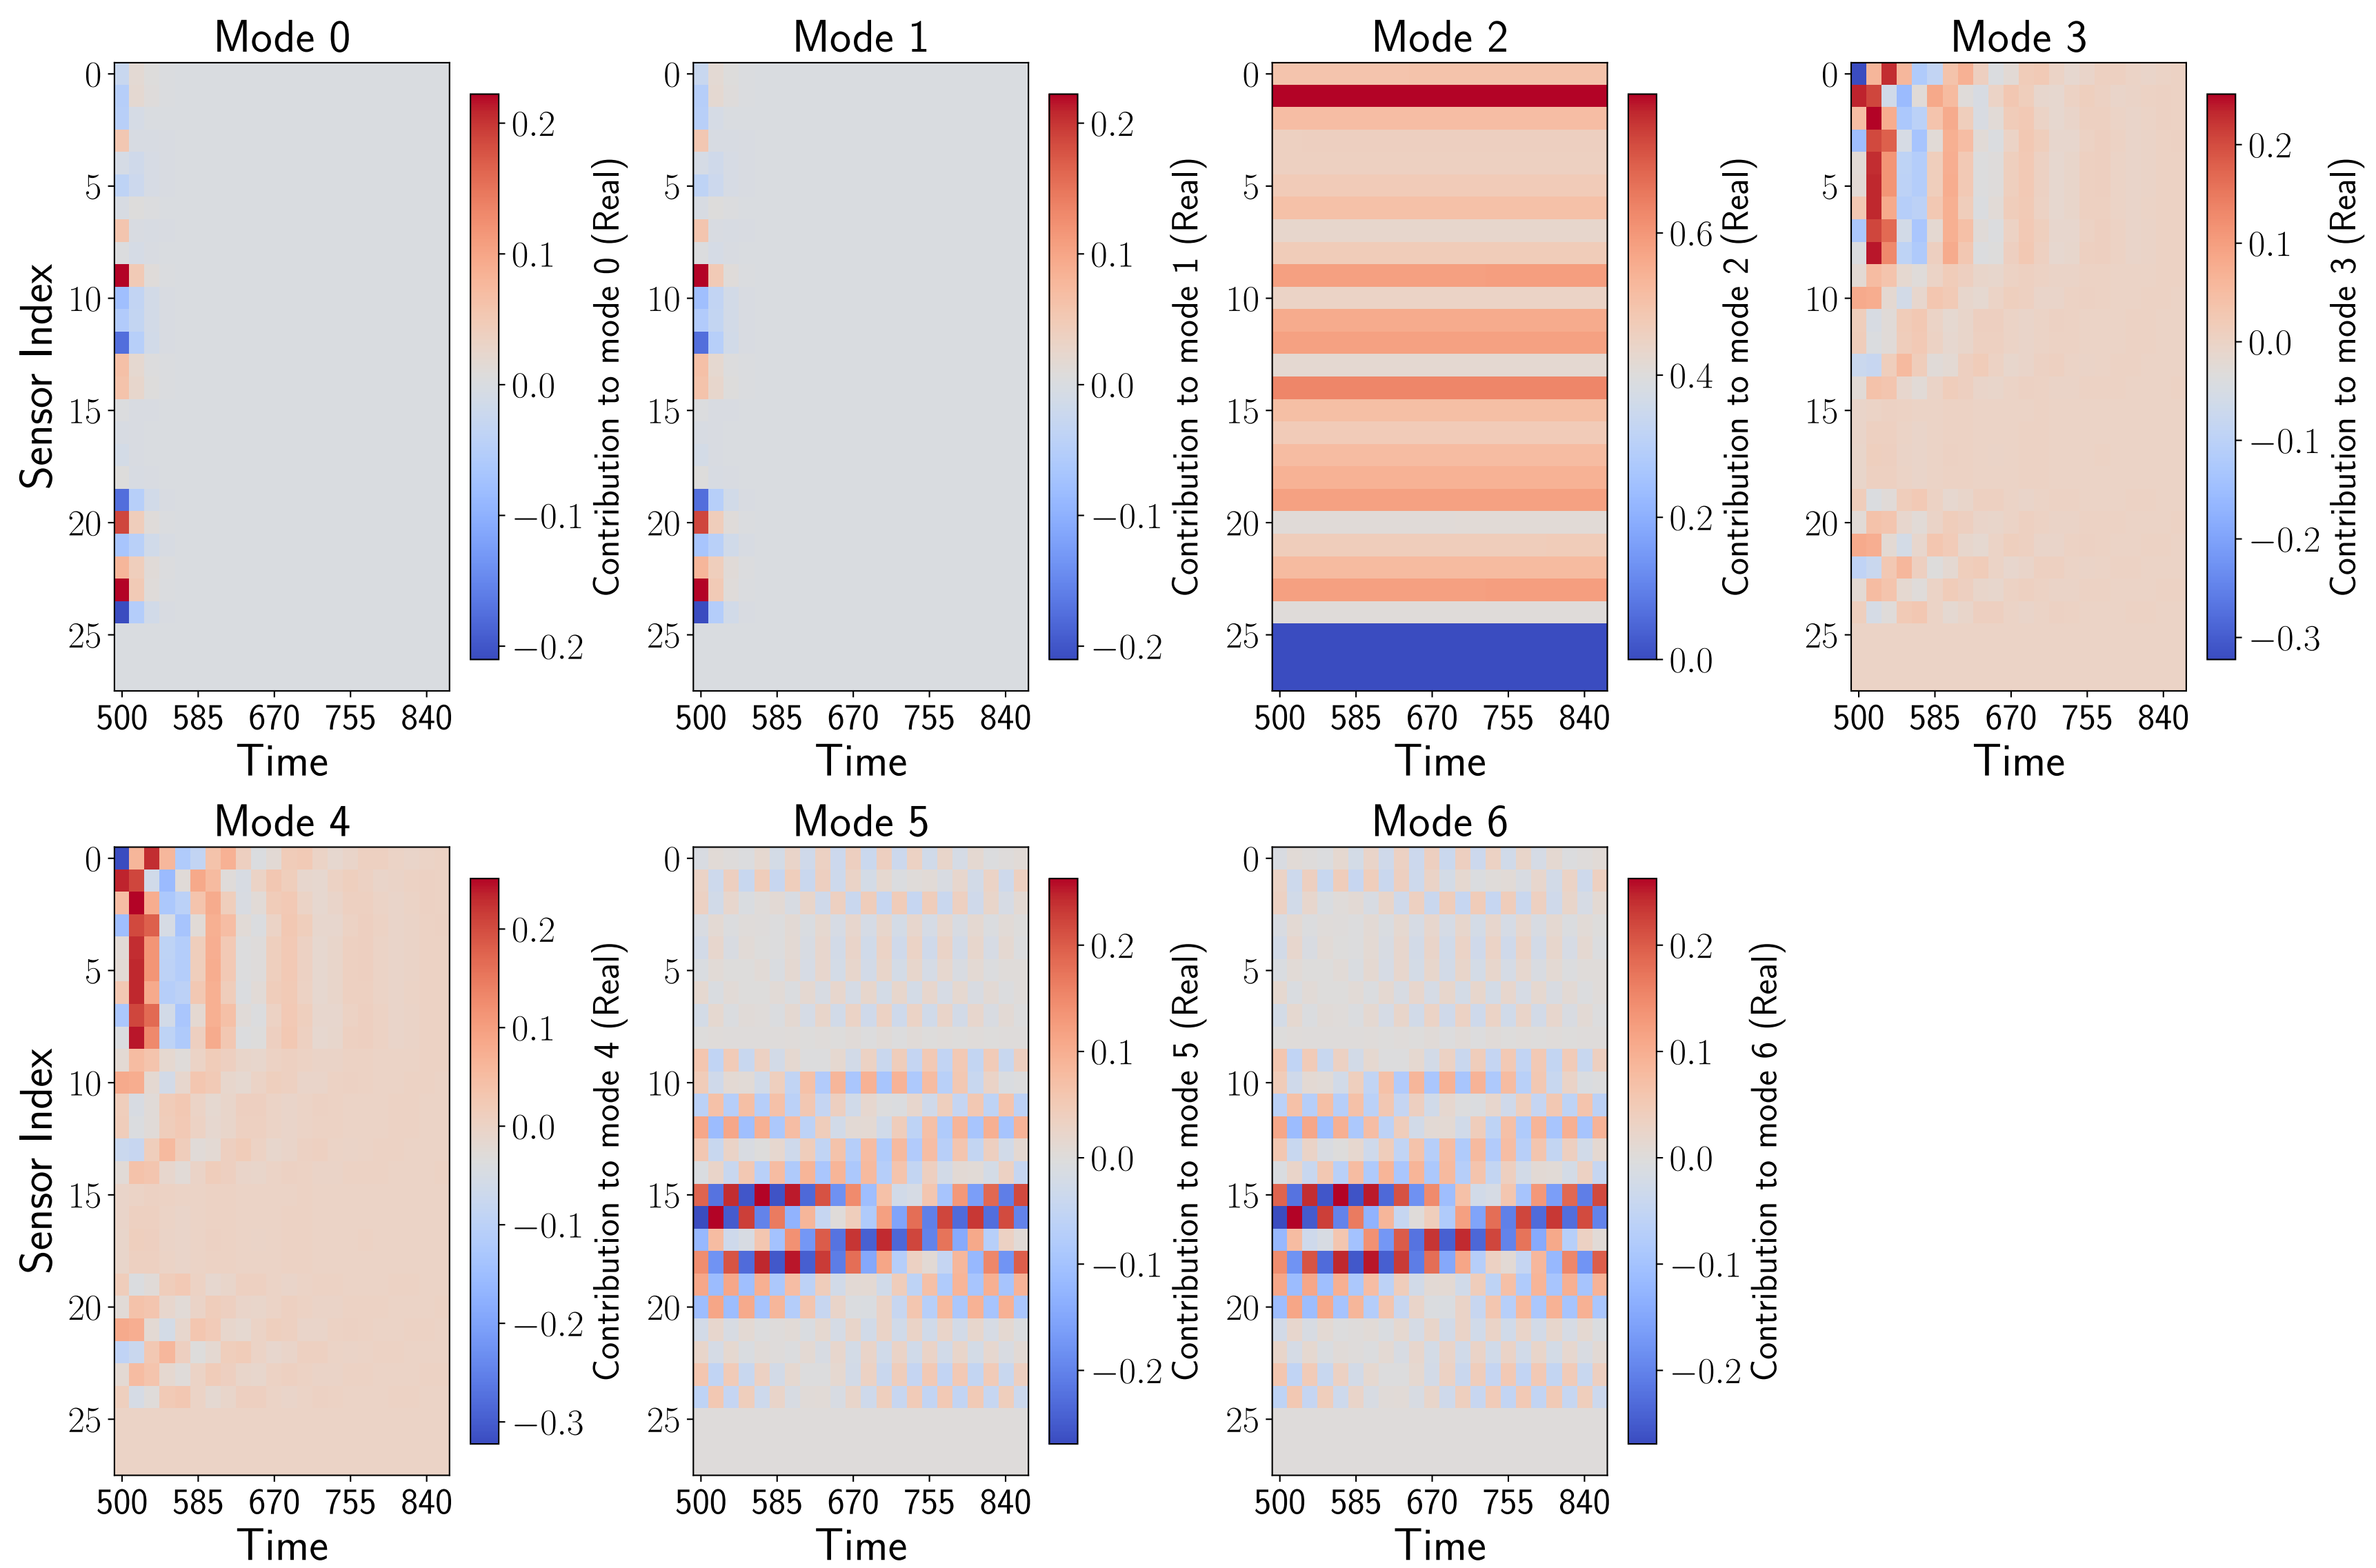 Mode 0
Mode 1
Mode 2
Mode 3
0
5
10
15
20
25
Sensor Index
500 585 670 755 840
Time
0.2
0.1
0.0
−0.1
−0.2
Contribution to mode 0 (Real)
0
5
10
15
20
25
500 585 670 755 840
Time
0.2
0.1
0.0
−0.1
−0.2
Contribution to mode 1 (Real)
0
5
10
15
20
25
500 585 670 755 840
Time
0.6
0.4
0.2
0.0
Contribution to mode 2 (Real)
0
5
10
15
20
25
500 585 670 755 840
Time
0.2
0.1
0.0
−0.1
−0.2
−0.3
Contribution to mode 3 (Real)
Mode 4
Mode 5
Mode 6
0
5
10
15
20
25
Sensor Index
500 585 670 755 840
Time
0.2
0.1
0.0
−0.1
−0.2
−0.3
Contribution to mode 4 (Real)
0
5
10
15
20
25
500 585 670 755 840
Time
0.2
0.1
0.0
−0.1
−0.2
Contribution to mode 5 (Real)
0
5
10
15
20
25
500 585 670 755 840
Time
0.2
0.1
0.0
−0.1
−0.2
Contribution to mode 6 (Real)